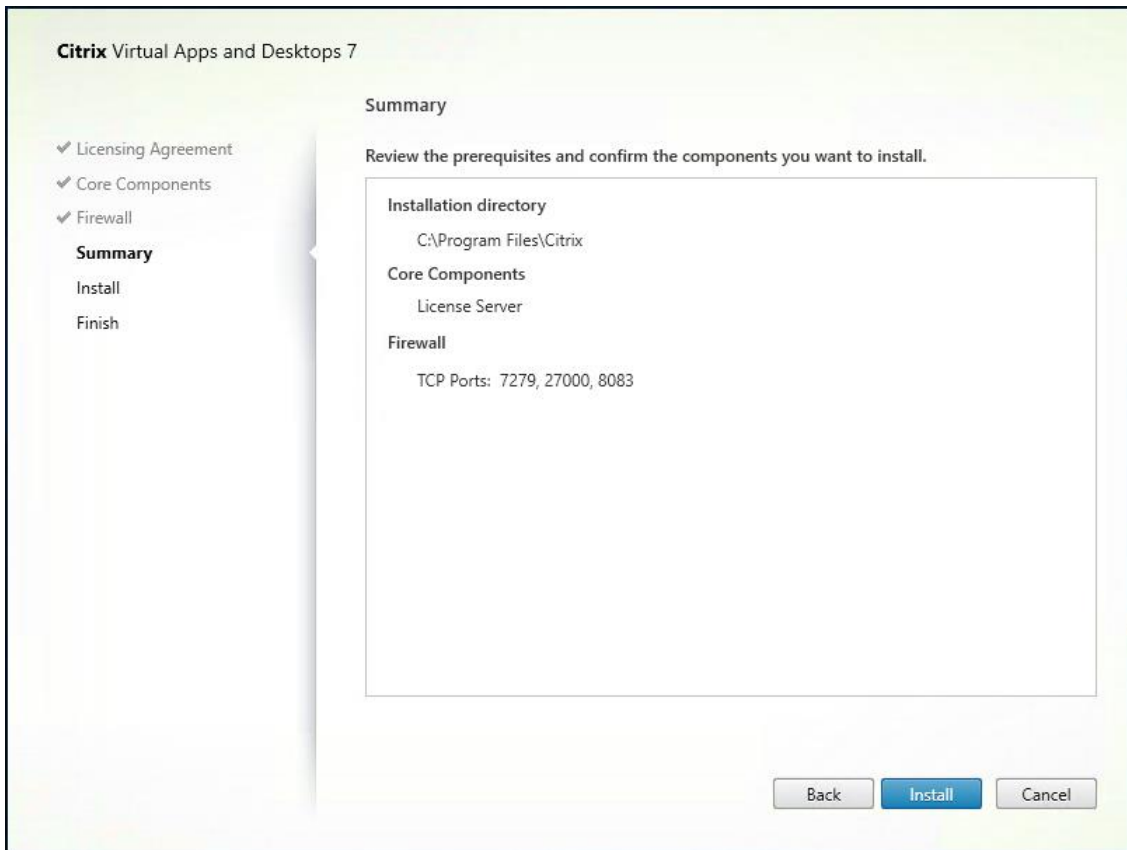 Citrix Virtual Apps and Desktops 7
Licensing Agreement
Core Components
Firewall
Summary
Install
Finish
Summary
Review the prerequisites and confirm the components you want to install.
Installation directory
C:\Program Files\Citrix
Core Components
License Server
Firewall
TCP Ports: 7279, 27000, 8083
Back
Install
Cancel